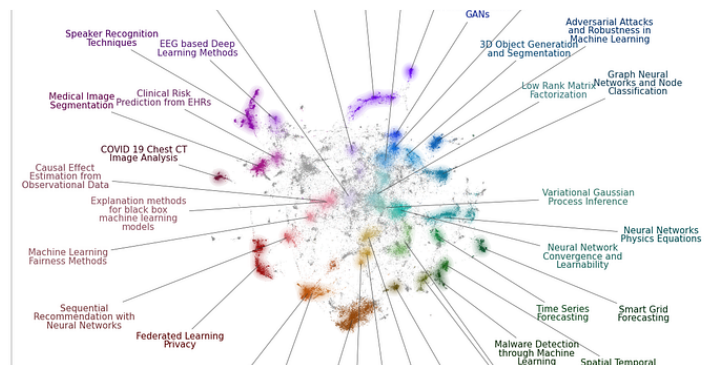 GANs
Speaker Recognition
Techniques
EEG based Deep
Learning Methods
3D Object Generation
and Segmentation
Adversarial Attacks
and Robustness in
Machine Learning
Medical Image
Segmentation
Clinical Risk
Prediction from EHRs
Low Rank Matrix
Factorization
Graph Neural
Networks and Node
Classification
COVID 19 Chest CT
Image Analysis
Causal Effect
Estimation from
Observational Data
Explanation methods
for black box
machine learning
models
Variational Gaussian
Process Inference
Machine Learning
Fairness Methods
Neural Network
Convergence and
Learnability
Neural Networks
Physics Equations
Sequential
Recommendation with
Neural Networks
Federated Learning
Privacy
Time Series
Forecasting
Smart Grid
Forecasting
Malware Detection
through Machine
Learning
Spatial Temporal